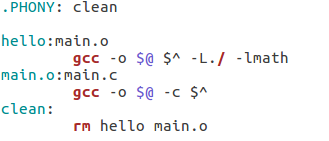 .PHONY: clean
hello:main.o
gcc -o $@ $^ -L./ -lmath
main.o:main.c
gcc -o $@ -c $^
clean:
rm hello main.o